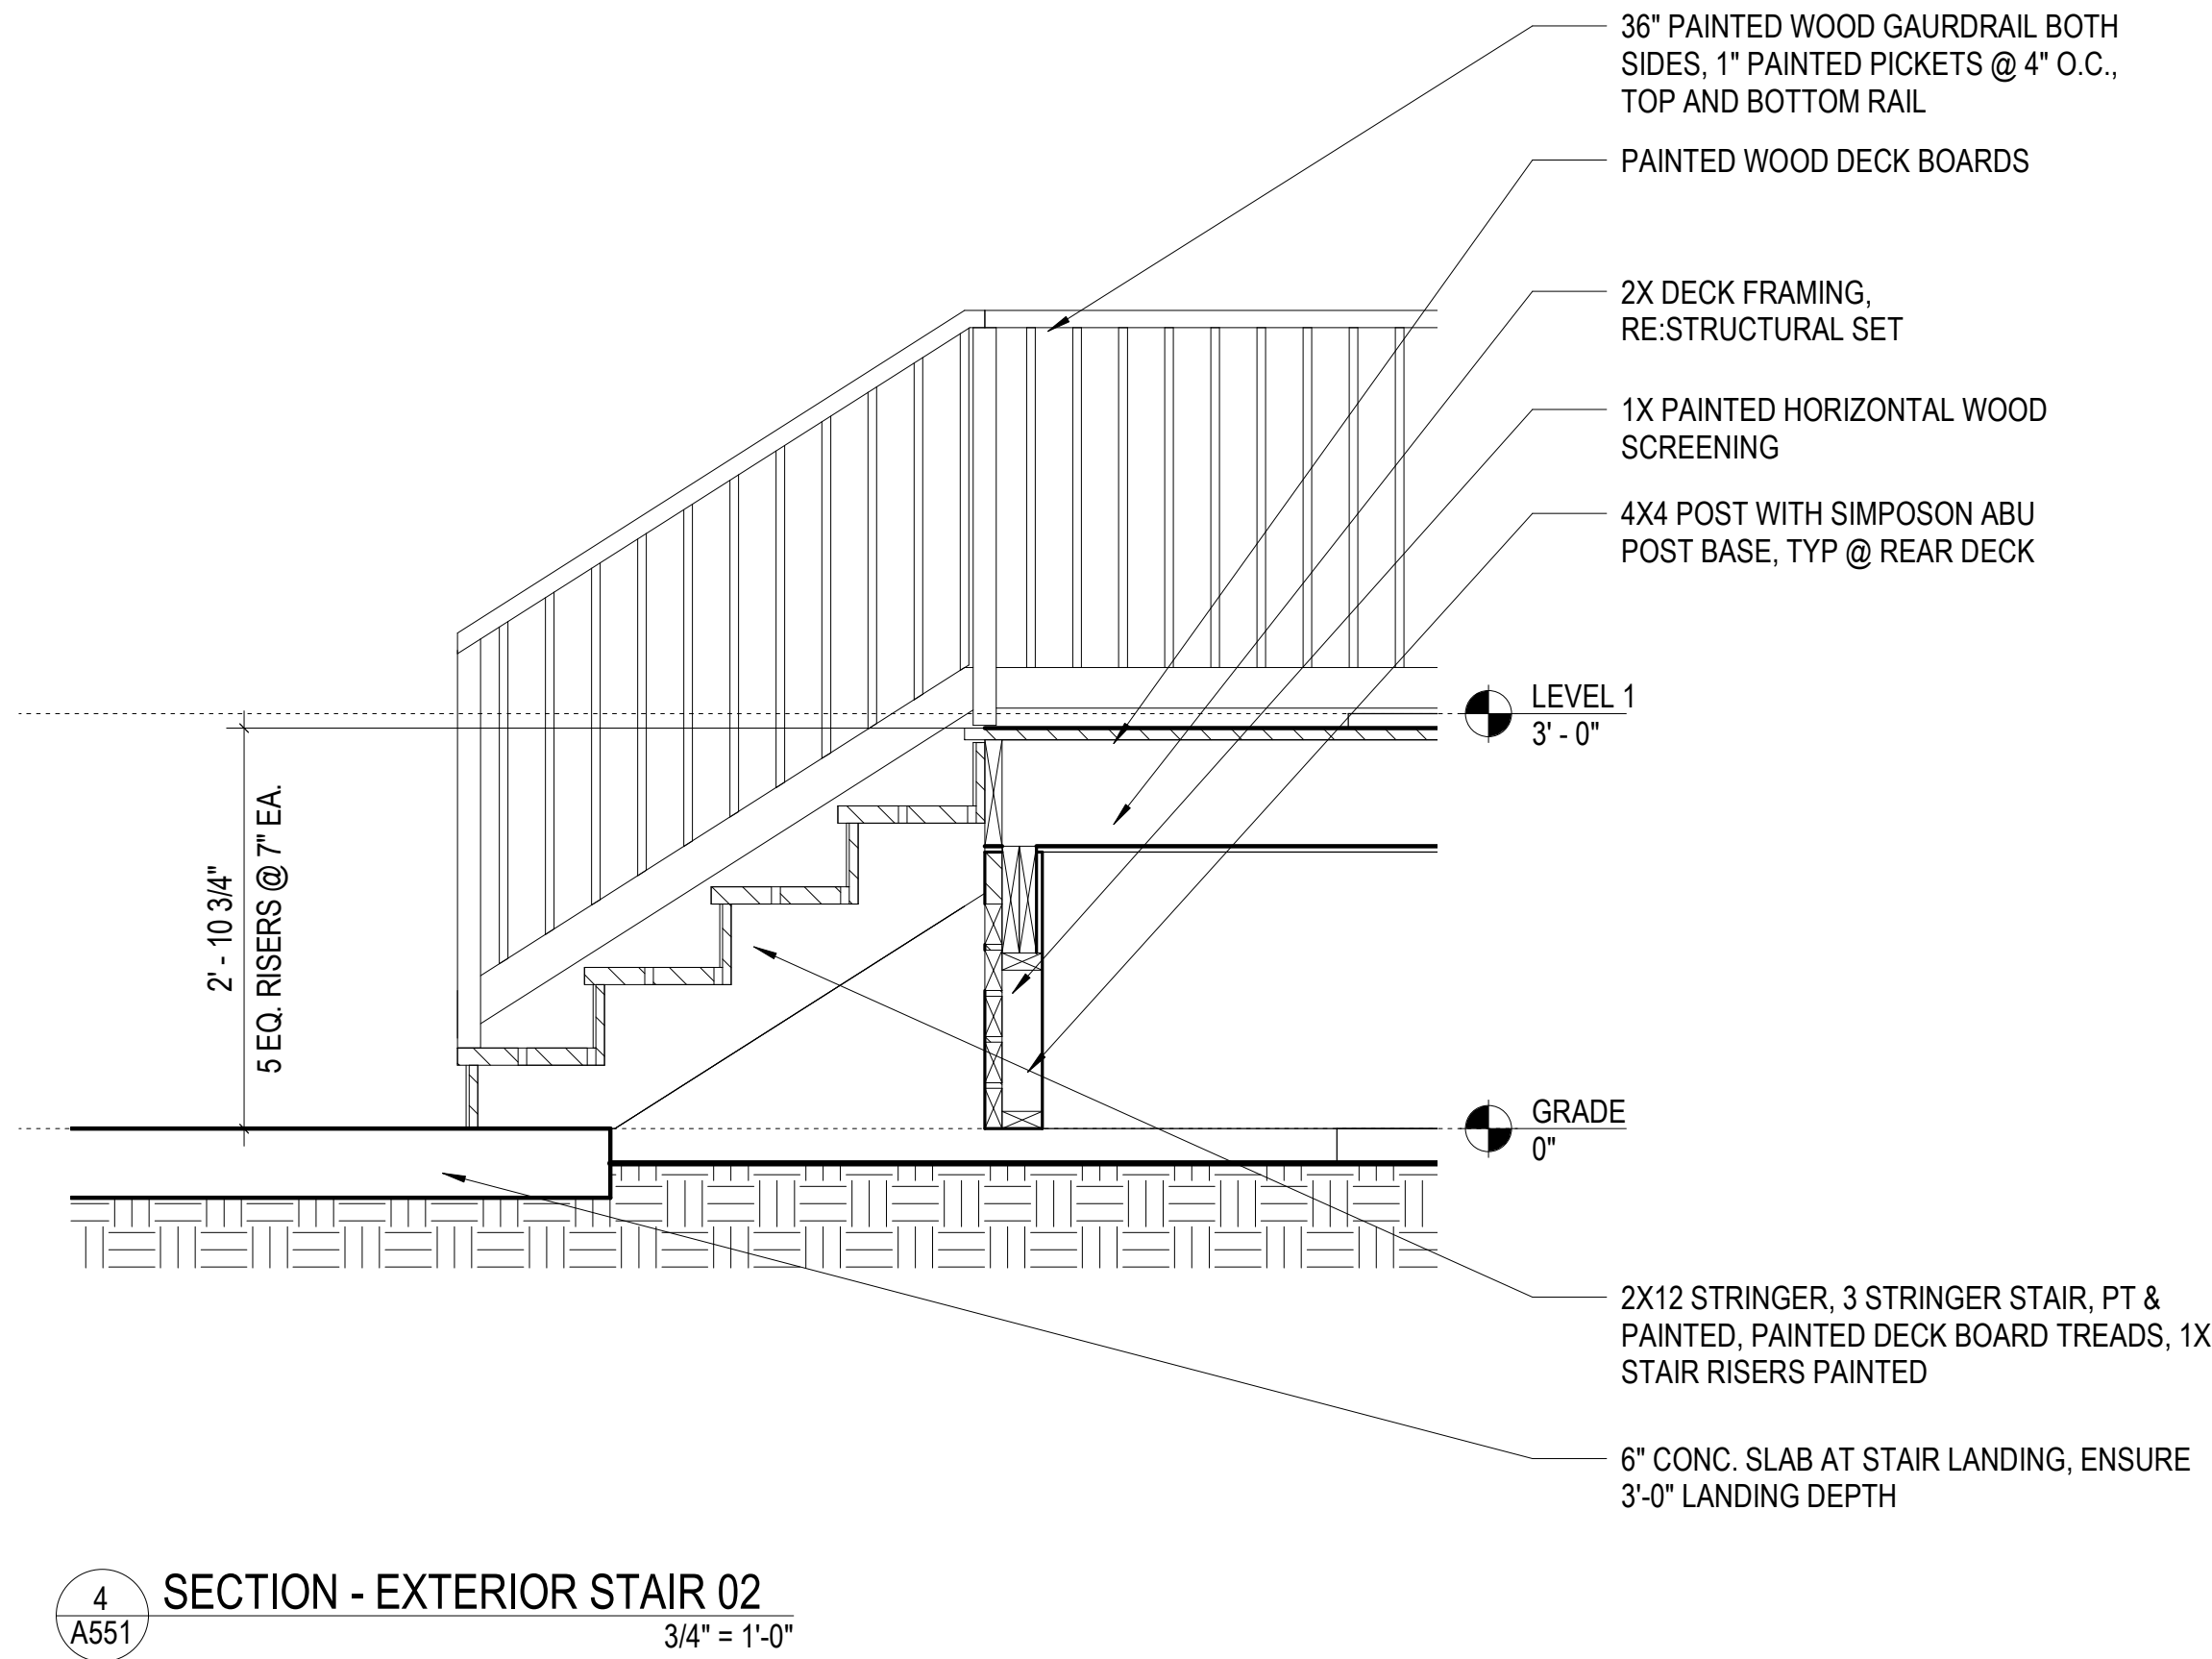 36" PAINTED WOOD GAURDRAIL BOTH
SIDES, 1" PAINTED PICKETS @ 4" O.C.,
TOP AND BOTTOM RAIL
PAINTED WOOD DECK BOARDS
2X DECK FRAMING,
RE:STRUCTURAL SET
1X PAINTED HORIZONTAL WOOD
SCREENING
4X4 POST WITH SIMPOSON ABU
POST BASE, TYP @ REAR DECK
LEVEL 1
3' - 0"
2' - 10 3/4"
5 EQ. RISERS @ 7" EA.
GRADE
0"
2X12 STRINGER, 3 STRINGER STAIR, PT &
PAINTED, PAINTED DECK BOARD TREADS, 1X
STAIR RISERS PAINTED
6" CONC. SLAB AT STAIR LANDING, ENSURE
3'-0" LANDING DEPTH
4
A551
SECTION - EXTERIOR STAIR 02
3/4" = 1'-0"